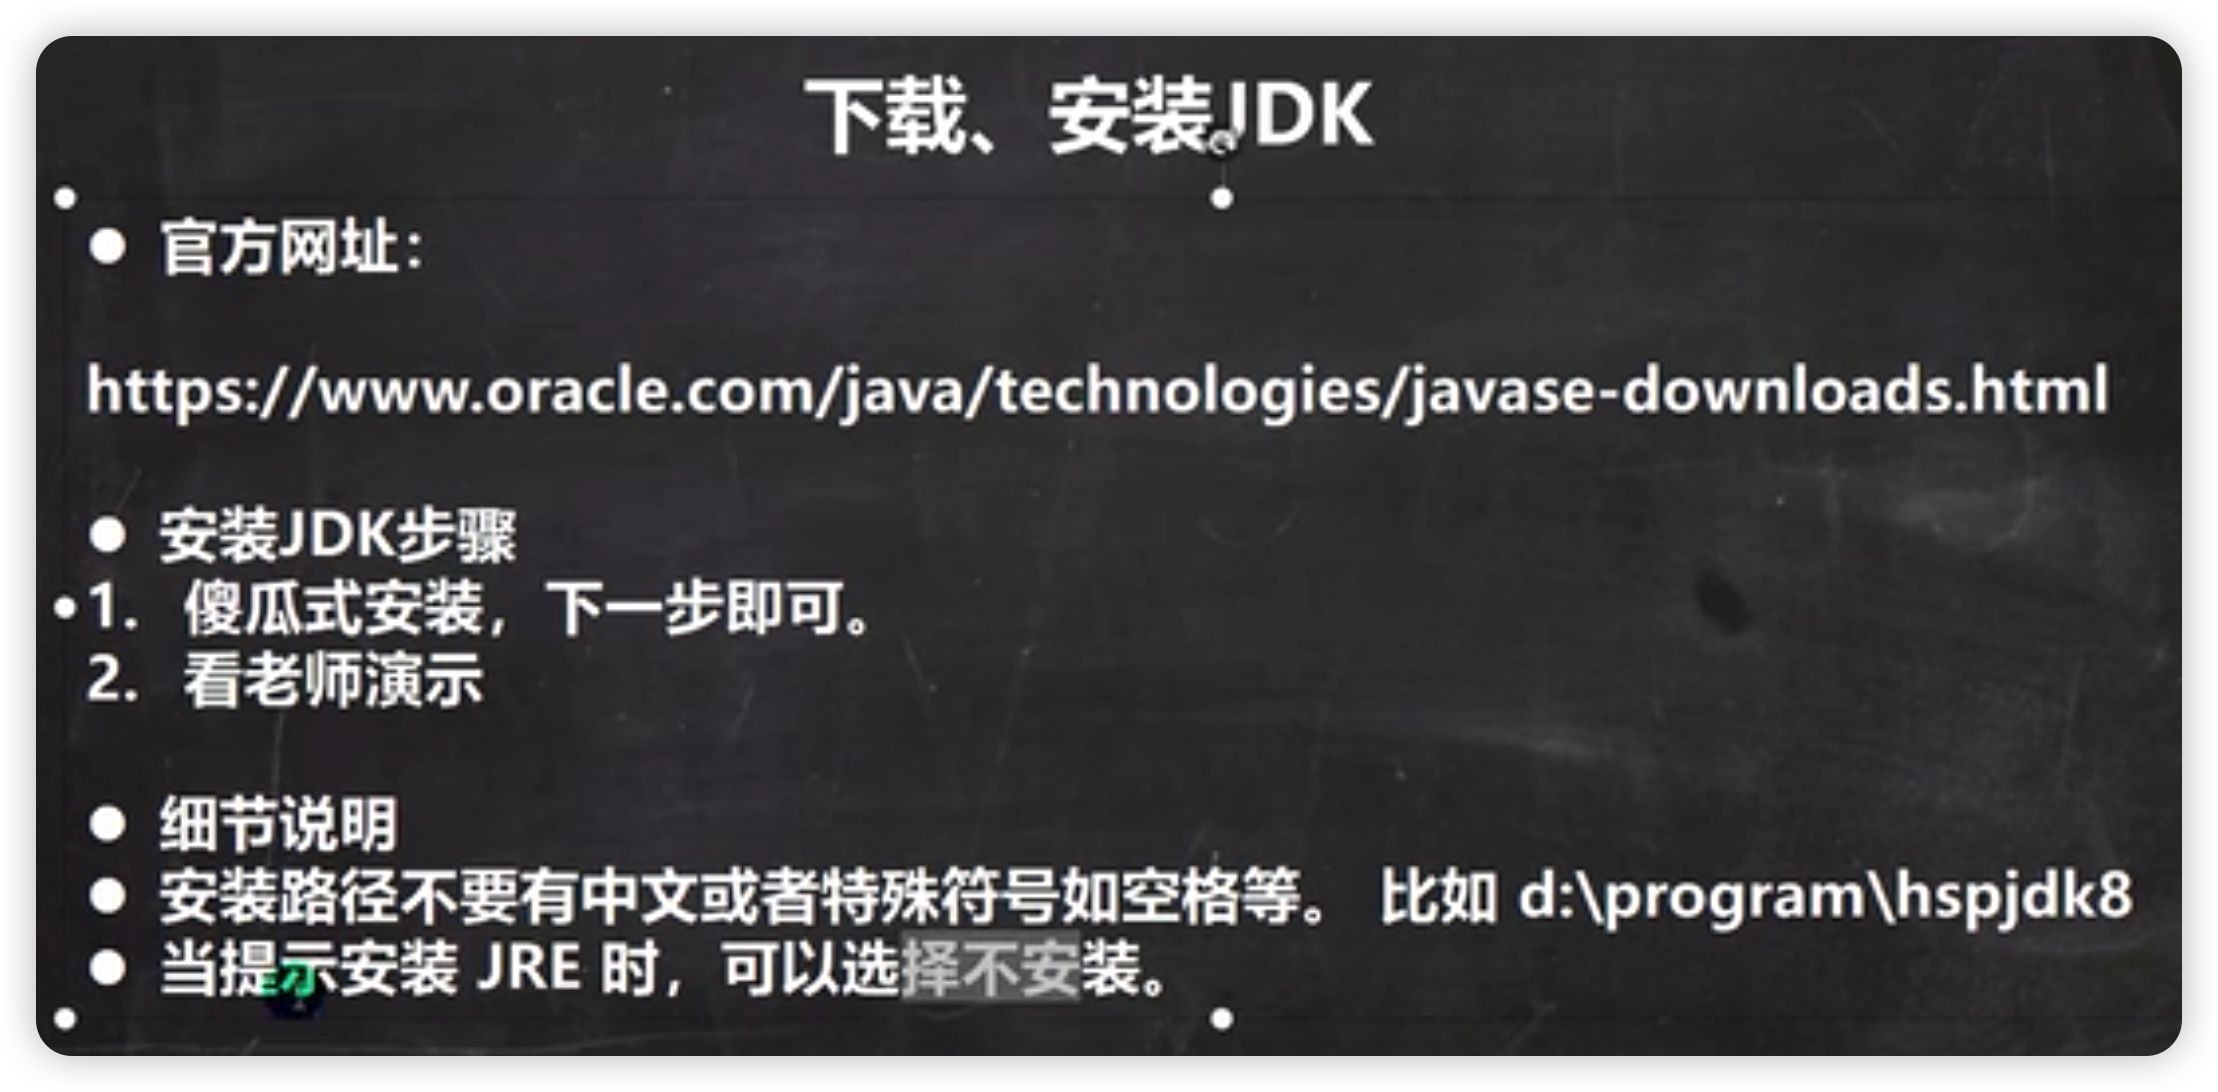 下载、安装JDK
● 官方网址：
https://www.oracle.com/java/technologies/javase-downloads.html
● 安装JDK步骤
1. 傻瓜式安装，下一步即可。
2. 看老师演示
● 细节说明
● 安装路径不要有中文或者特殊符号如空格等。 比如 d:\program\hspjdk8
● 当提示安装 JRE 时，可以选择不安装。